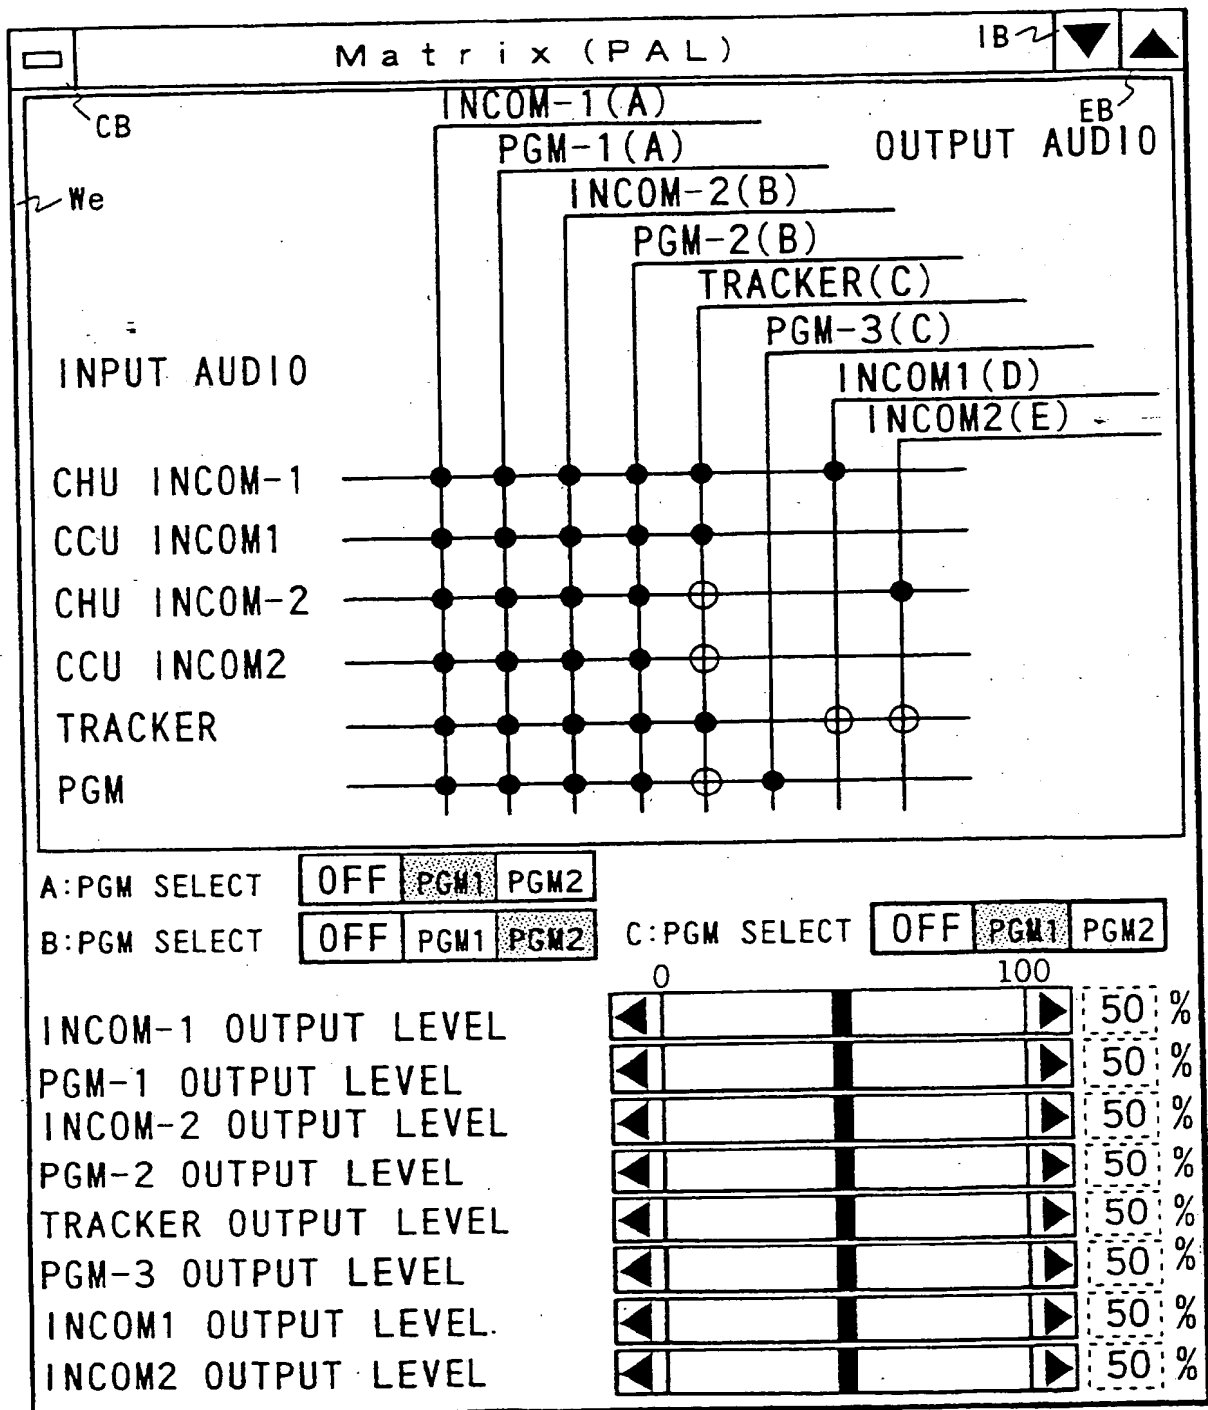 Matrix (PAL)
IB
CB
EB
We
INCOM-1(A)
PGM-1(A)
OUTPUT AUDIO
INCOM-2(B)
PGM-2(B)
TRACKER(C)
PGM-3(C)
INPUT AUDIO
INCOM1(D)
INCOM2(E)
CHU INCOM-1
CCU INCOM1
CHU INCOM-2
CCU INCOM2
TRACKER
PGM
A:PGM SELECT OFF PGM1 PGM2
B:PGM SELECT OFF PGM1 PGM2
C:PGM SELECT OFF PGM1 PGM2
0 100
INCOM-1 OUTPUT LEVEL 50 %
PGM-1 OUTPUT LEVEL 50 %
INCOM-2 OUTPUT LEVEL 50 %
PGM-2 OUTPUT LEVEL 50 %
TRACKER OUTPUT LEVEL 50 %
PGM-3 OUTPUT LEVEL 50 %
INCOM1 OUTPUT LEVEL 50 %
INCOM2 OUTPUT LEVEL 50 %